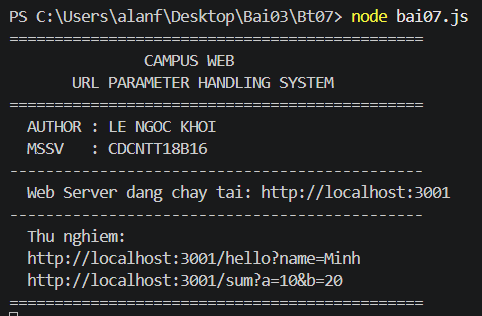 PS C:\Users\alanf\Desktop\Bai03\Bt07> node bai07.js
==============================================
CAMPUS WEB
URL PARAMETER HANDLING SYSTEM
==============================================
AUTHOR : LE NGOC KHOI
MSSV   : CDCNTT18B16
----------------------------------------------
Web Server dang chay tai: http://localhost:3001
----------------------------------------------
Thu nghiem:
http://localhost:3001/hello?name=Minh
http://localhost:3001/sum?a=10&b=20
==============================================